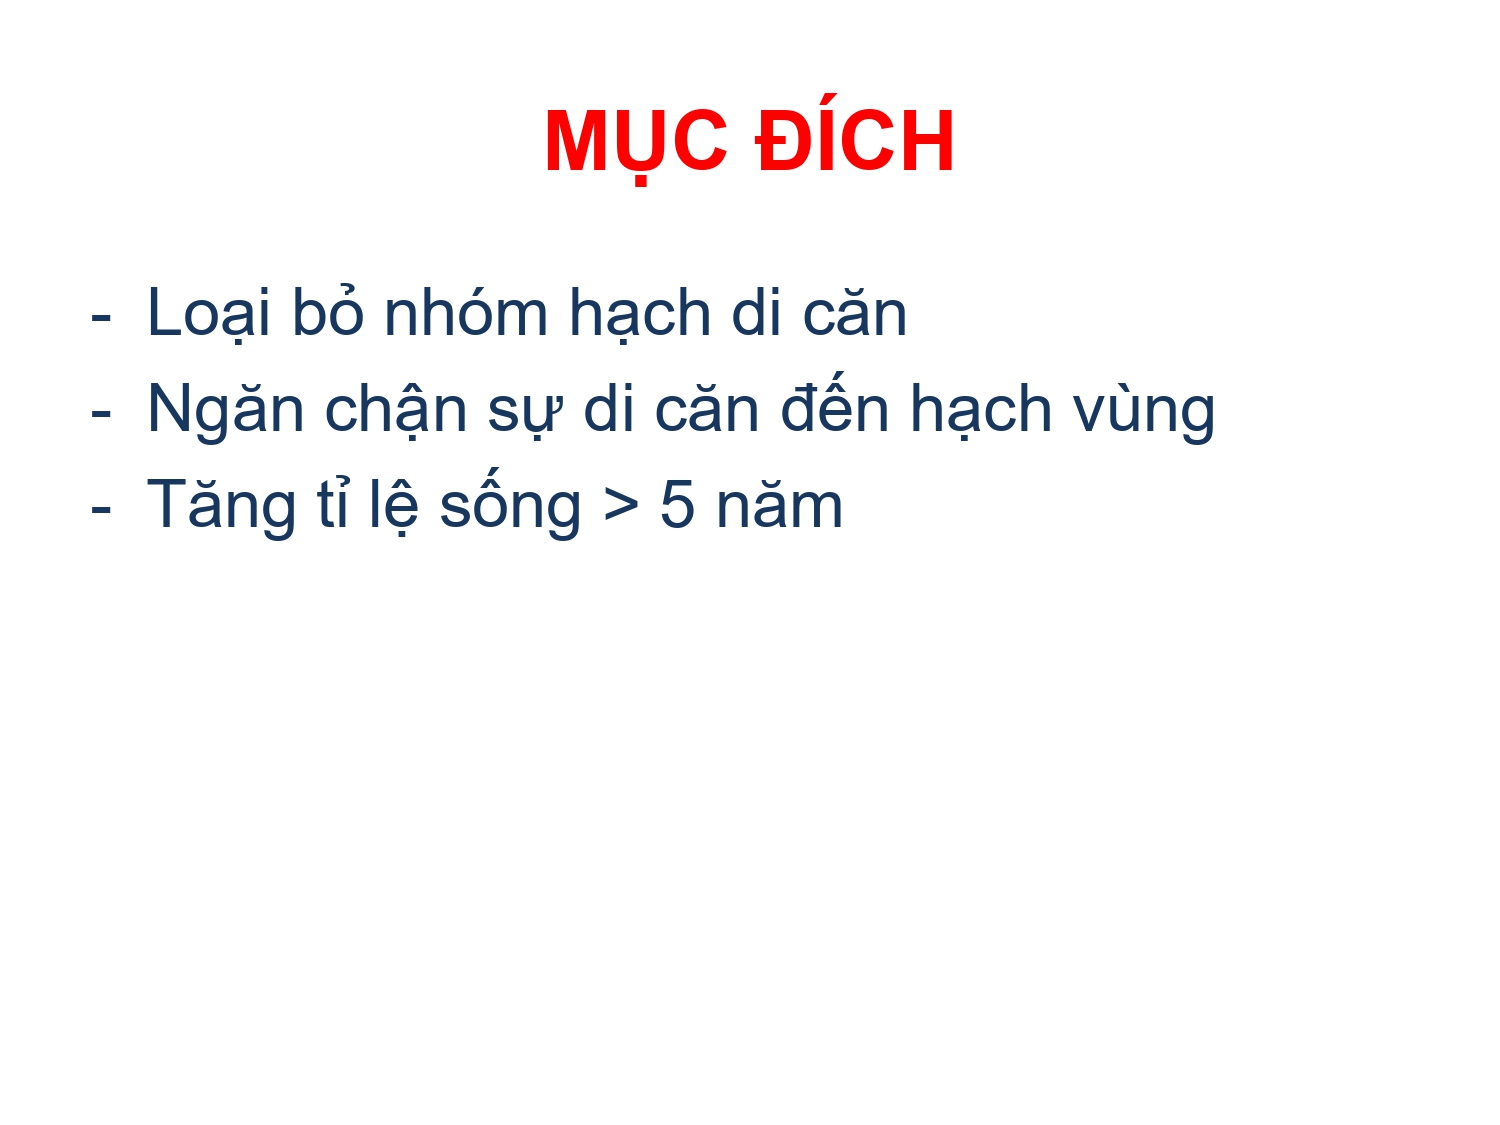 MỤC ĐÍCH
- Loại bỏ nhóm hạch di căn
- Ngăn chận sự di căn đến hạch vùng
- Tăng tỉ lệ sống > 5 năm